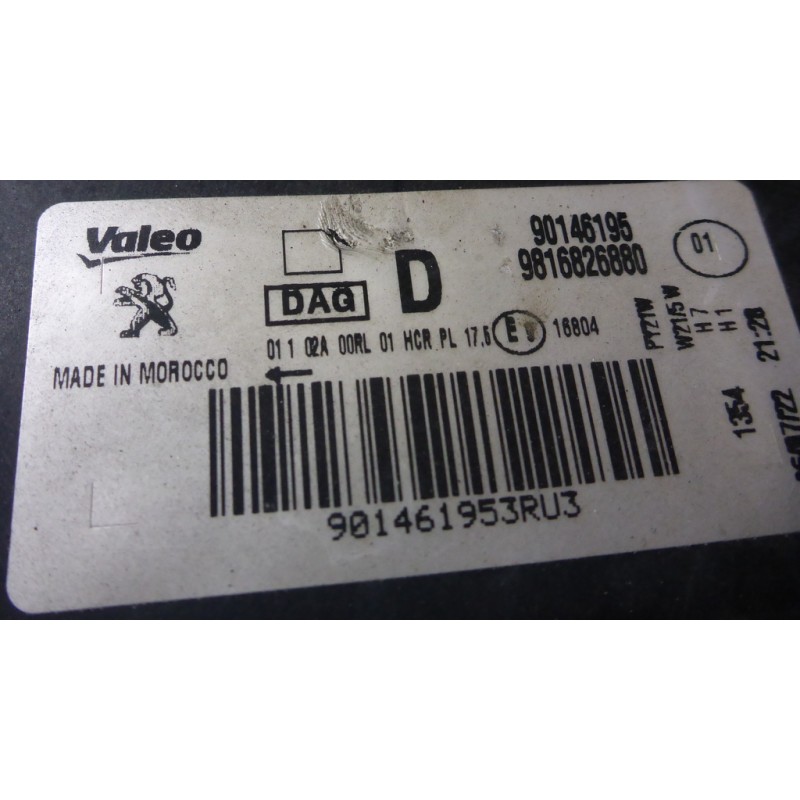 Valeo
90146195
9816826880
01
DAQ
D
01 1 02A 00RL 01 HCR PL 17,5
E
16804
MADE IN MOROCCO
PY21W
W21/5W
H7
H1
1354
21:28
901461953RU3